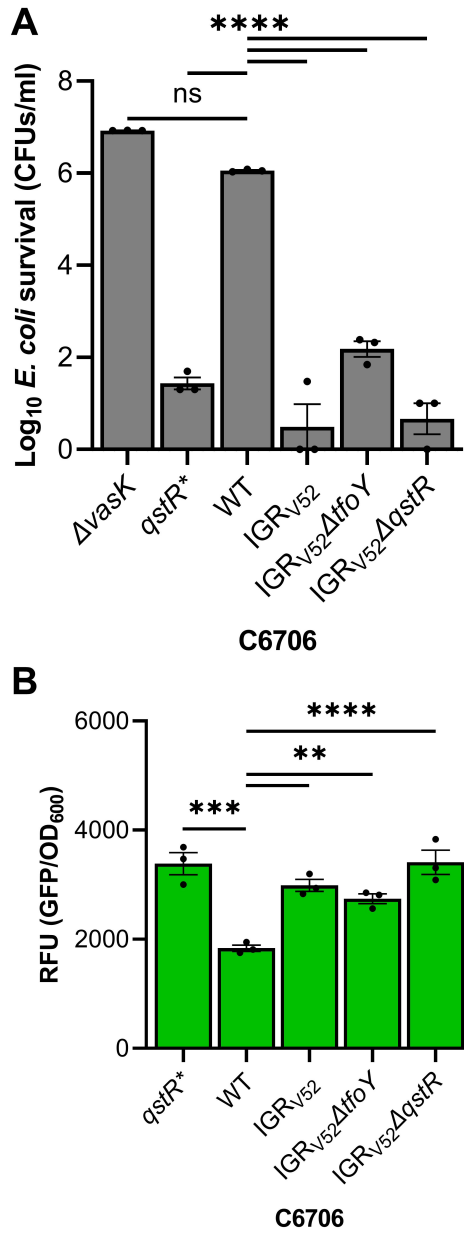 A
****
ns
Log10 E. coli survival (CFUs/ml)
8
6
4
2
0
ΔvasK
qstR*
WT
IGRV52
IGRV52ΔtfoY
IGRV52ΔqstR
C6706
B
****
**
***
RFU (GFP/OD600)
6000
4000
2000
0
qstR*
WT
IGRV52
IGRV52ΔtfoY
IGRV52ΔqstR
C6706